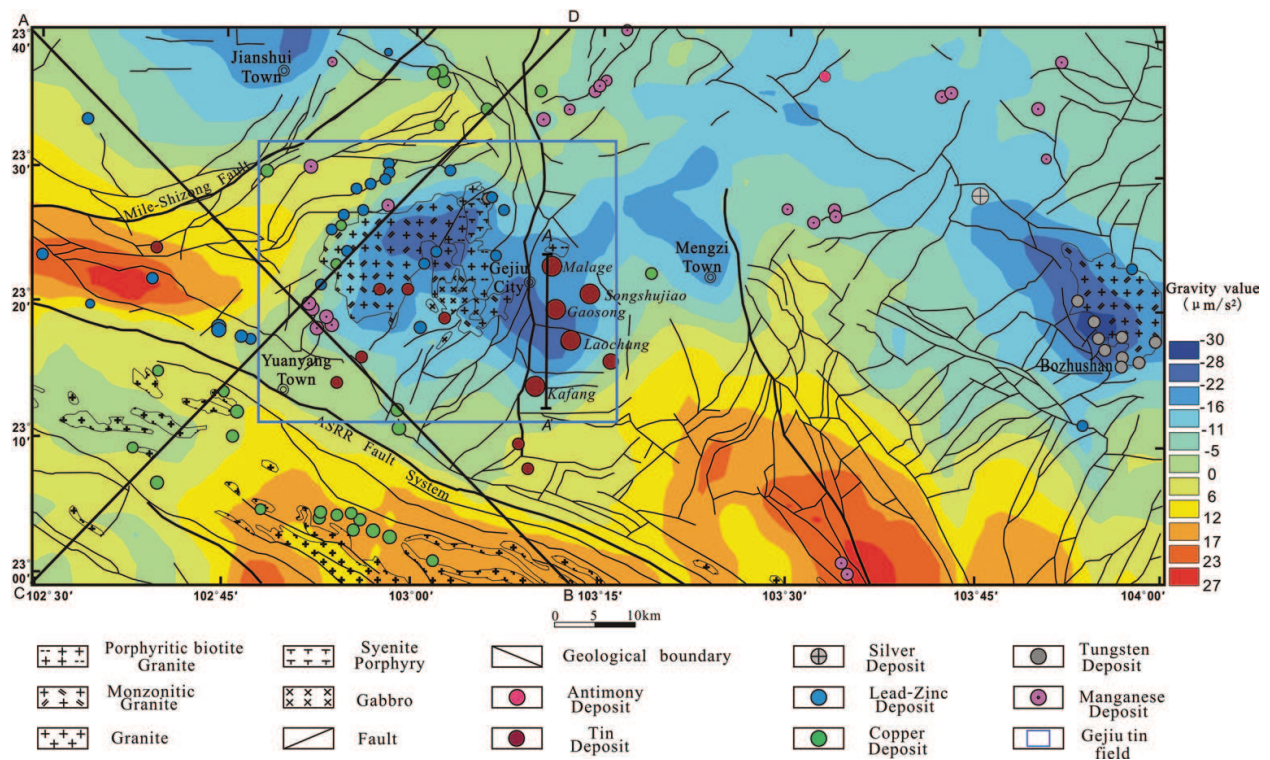 A
D
23
40′
Jianshui
Town
23
30′
Mile-Shizong Fault
A
Mengzi
Town
Gejiu
City
Malage
Songshujiao
Gaosong
Laochang
Kafang
A′
23
20′
Yuanyang
Town
Bozhushan
23
10′
ASRR Fault System
23
00′
C
B
102°30′
102°45′
103°00′
103°15′
103°30′
103°45′
104°00′
0 5 10km
Gravity value
(μm/s²)
-30
-28
-22
-16
-11
-5
0
6
12
17
23
27
Porphyritic biotite
Granite
Syenite
Porphyry
Geological boundary
Silver
Deposit
Tungsten
Deposit
Monzonitic
Granite
Gabbro
Antimony
Deposit
Lead-Zinc
Deposit
Manganese
Deposit
Granite
Fault
Tin
Deposit
Copper
Deposit
Gejiu tin
field